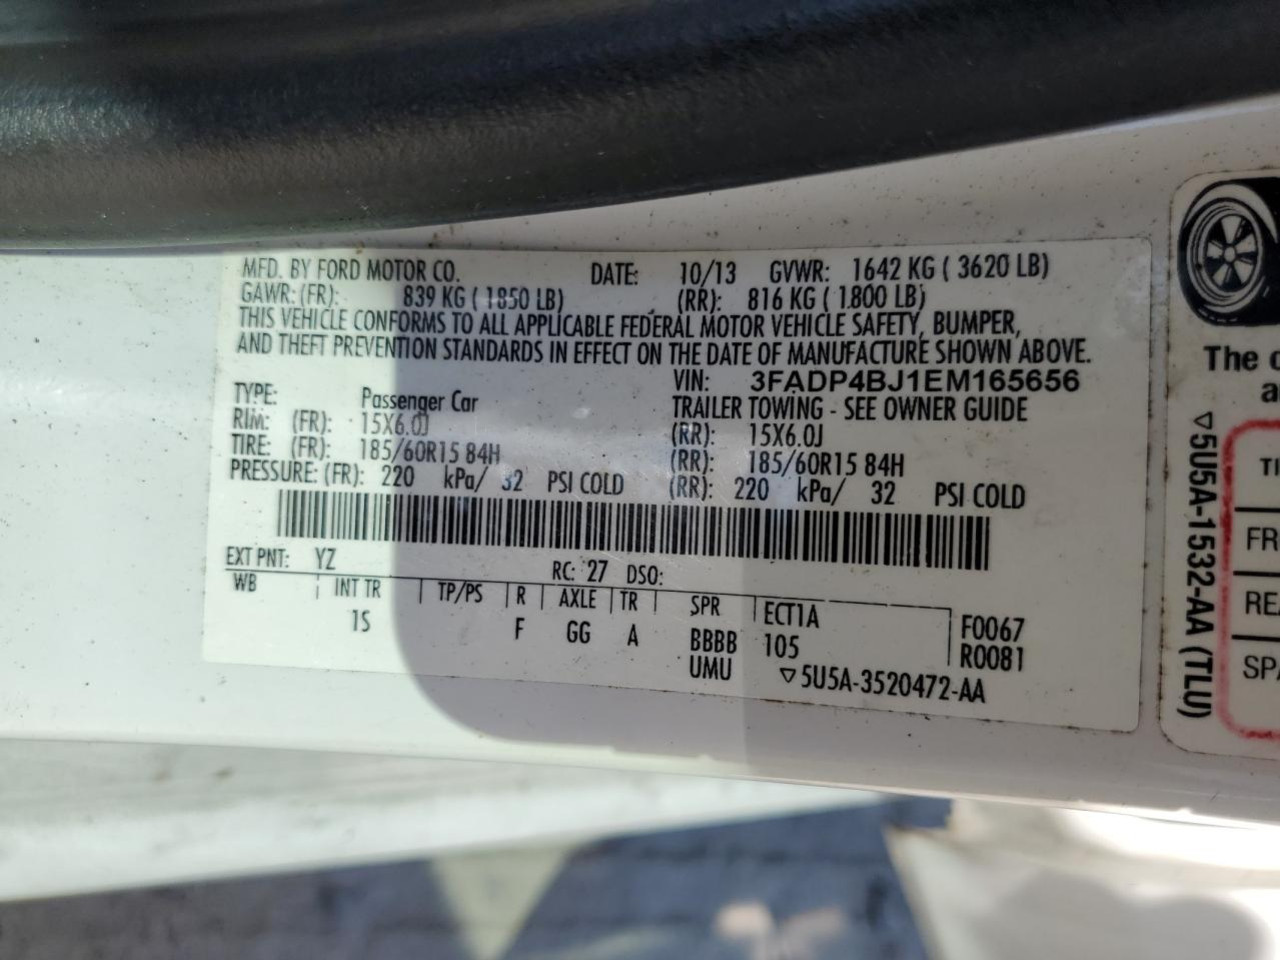 MFD. BY FORD MOTOR CO. DATE: 10/13 GVWR: 1642 KG ( 3620 LB)
GAWR: (FR): 839 KG ( 1850 LB) (RR): 816 KG ( 1800 LB)
THIS VEHICLE CONFORMS TO ALL APPLICABLE FEDERAL MOTOR VEHICLE SAFETY, BUMPER,
AND THEFT PREVENTION STANDARDS IN EFFECT ON THE DATE OF MANUFACTURE SHOWN ABOVE.
VIN: 3FADP4BJ1EM165656
TYPE: Passenger Car TRAILER TOWING - SEE OWNER GUIDE
RIM: (FR): 15X6.0J (RR): 15X6.0J
TIRE: (FR): 185/60R15 84H (RR): 185/60R15 84H
PRESSURE: (FR): 220 kPa/ 32 PSI COLD (RR): 220 kPa/ 32 PSI COLD
EXT PNT: YZ RC: 27 DSO:
WB INT TR TP/PS R AXLE TR SPR ECT1A F0067
1S F GG A BBBB 105 R0081
UMU ▽5U5A-3520472-AA
The
a
▽5U5A-1532-AA (TLU)
TI
FR
REA
SPA